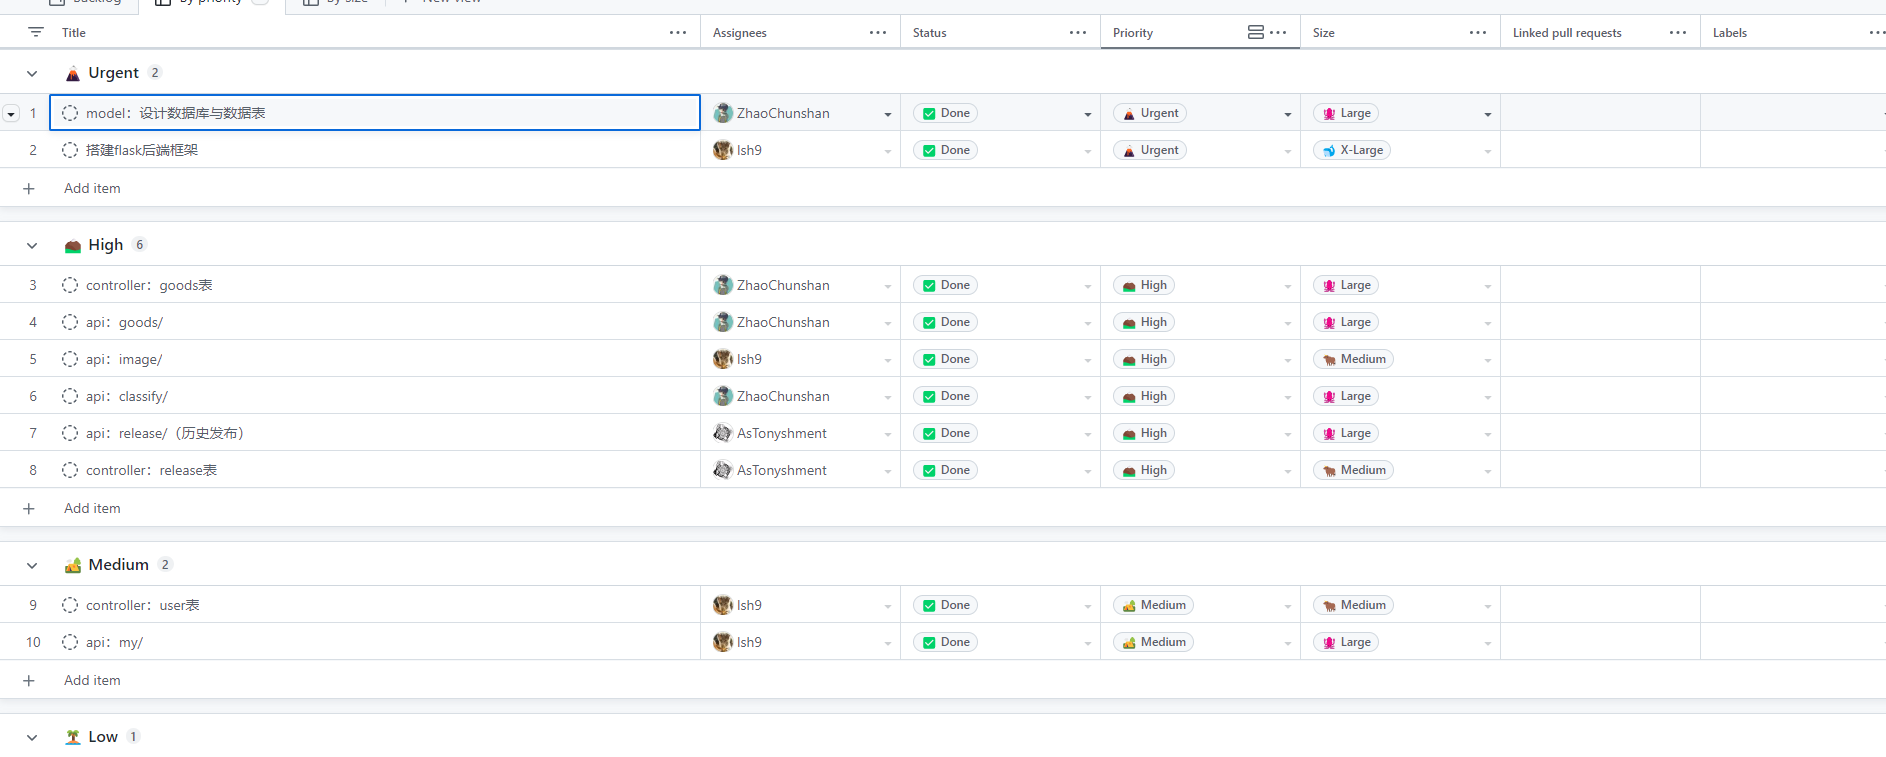 Backlog By priority By size + New view
Title Assignees Status Priority Size Linked pull requests Labels
Urgent 2
1 model：设计数据库与数据表 ZhaoChunshan Done Urgent Large
2 搭建flask后端框架 lsh9 Done Urgent X-Large
+ Add item
High 6
3 controller：goods表 ZhaoChunshan Done High Large
4 api：goods/ ZhaoChunshan Done High Large
5 api：image/ lsh9 Done High Medium
6 api：classify/ ZhaoChunshan Done High Large
7 api：release/（历史发布） AsTonyshment Done High Large
8 controller：release表 AsTonyshment Done High Medium
+ Add item
Medium 2
9 controller：user表 lsh9 Done Medium Medium
10 api：my/ lsh9 Done Medium Large
+ Add item
Low 1